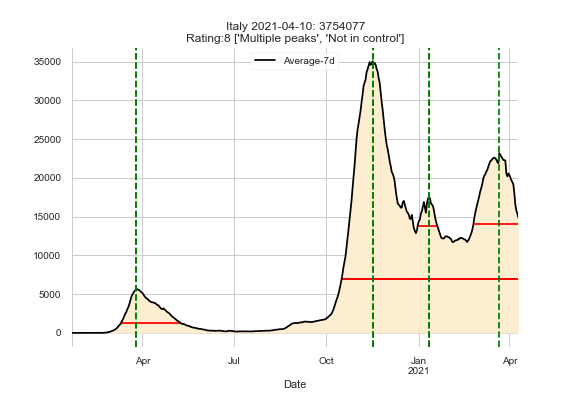 Italy 2021-04-10: 3754077
Rating:8 ['Multiple peaks', 'Not in control']
Average-7d
35000
30000
25000
20000
15000
10000
5000
0
Apr
Jul
Oct
Jan
2021
Apr
Date